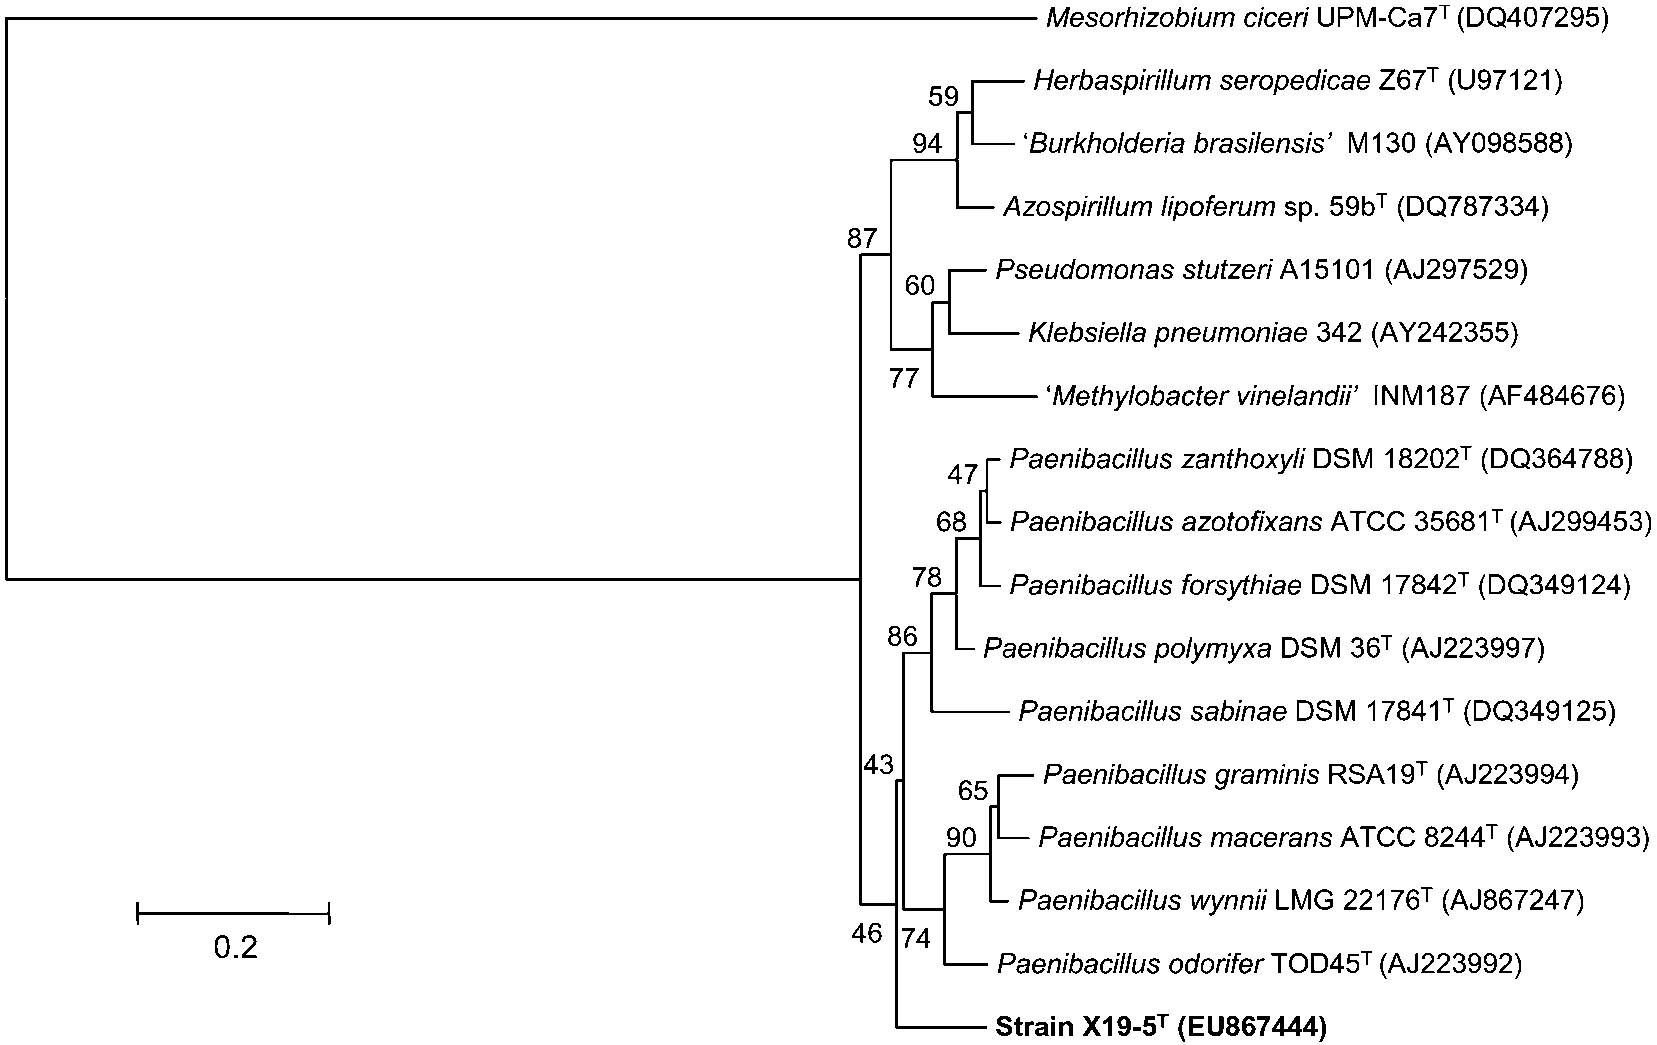 Mesorhizobium ciceri UPM-Ca7ᵀ (DQ407295)
Herbaspirillum seropedicae Z67ᵀ (U97121)
59
94
‘Burkholderia brasilensis’ M130 (AY098588)
Azospirillum lipoferum sp. 59bᵀ (DQ787334)
87
Pseudomonas stutzeri A15101 (AJ297529)
60
Klebsiella pneumoniae 342 (AY242355)
77
‘Methylobacter vinelandii’ INM187 (AF484676)
Paenibacillus zanthoxyli DSM 18202ᵀ (DQ364788)
47
68
Paenibacillus azotofixans ATCC 35681ᵀ (AJ299453)
78
Paenibacillus forsythiae DSM 17842ᵀ (DQ349124)
86
Paenibacillus polymyxa DSM 36ᵀ (AJ223997)
Paenibacillus sabinae DSM 17841ᵀ (DQ349125)
43
Paenibacillus graminis RSA19ᵀ (AJ223994)
65
90
Paenibacillus macerans ATCC 8244ᵀ (AJ223993)
Paenibacillus wynnii LMG 22176ᵀ (AJ867247)
46
74
0.2
Paenibacillus odorifer TOD45ᵀ (AJ223992)
Strain X19-5ᵀ (EU867444)